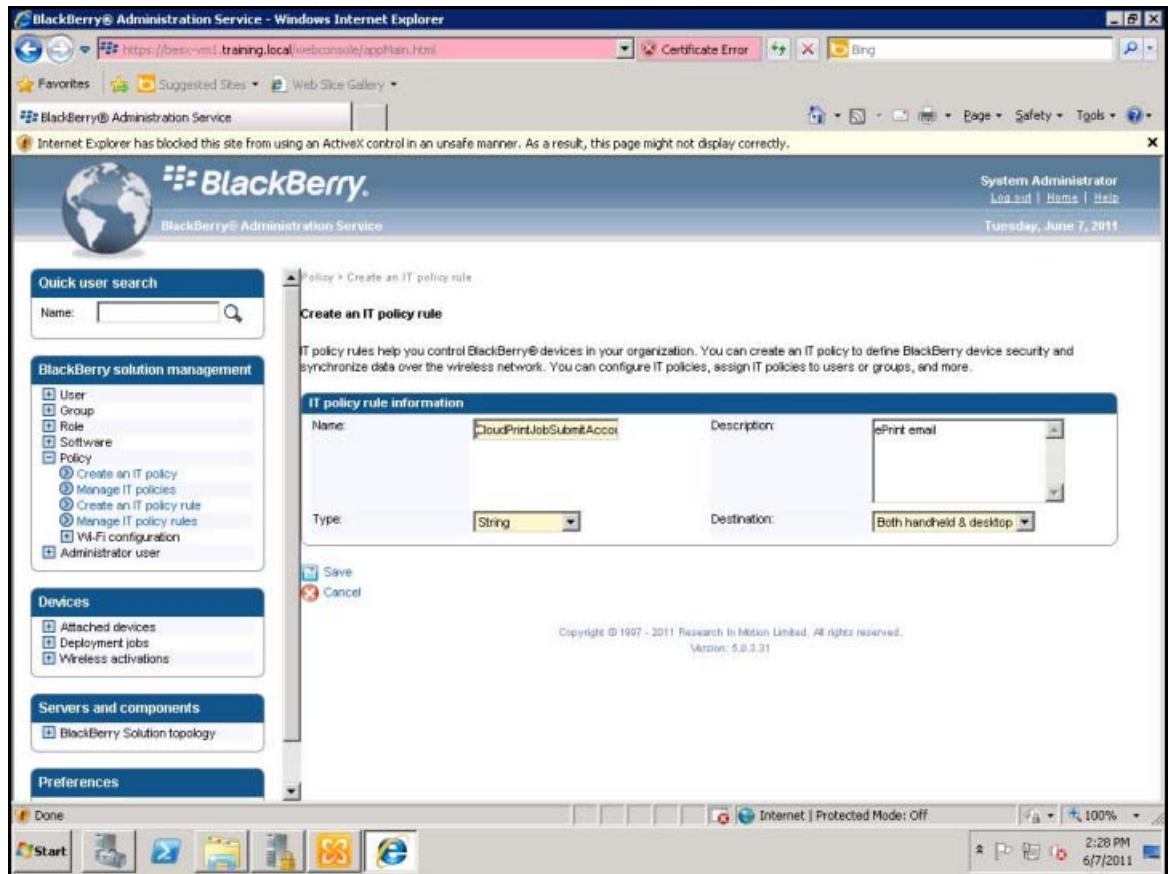 BlackBerry® Administration Service - Windows Internet Explorer
https://besx-vm1.training.local/webconsole/appMain.html
Certificate Error
Bing
Favorites
Suggested Sites
Web Slice Gallery
BlackBerry® Administration Service
Page
Safety
Tools
Internet Explorer has blocked this site from using an ActiveX control in an unsafe manner. As a result, this page might not display correctly.
BlackBerry.
System Administrator
Log out | Home | Help
BlackBerry® Administration Service
Tuesday, June 7, 2011
Quick user search
Name:
BlackBerry solution management
User
Group
Role
Software
Policy
Create an IT policy
Manage IT policies
Create an IT policy rule
Manage IT policy rules
Wi-Fi configuration
Administrator user
Devices
Attached devices
Deployment jobs
Wireless activations
Servers and components
BlackBerry Solution topology
Preferences
Policy > Create an IT policy rule
Create an IT policy rule
IT policy rules help you control BlackBerry® devices in your organization. You can create an IT policy to define BlackBerry device security and
synchronize data over the wireless network. You can configure IT policies, assign IT policies to users or groups, and more.
IT policy rule information
Name:
CloudPrintJobSubmitAccou
Description:
ePrint email
Type:
String
Destination:
Both handheld & desktop
Save
Cancel
Copyright © 1997 - 2011 Research In Motion Limited. All rights reserved.
Version: 5.0.3.31
Done
Internet | Protected Mode: Off
100%
Start
2:28 PM
6/7/2011